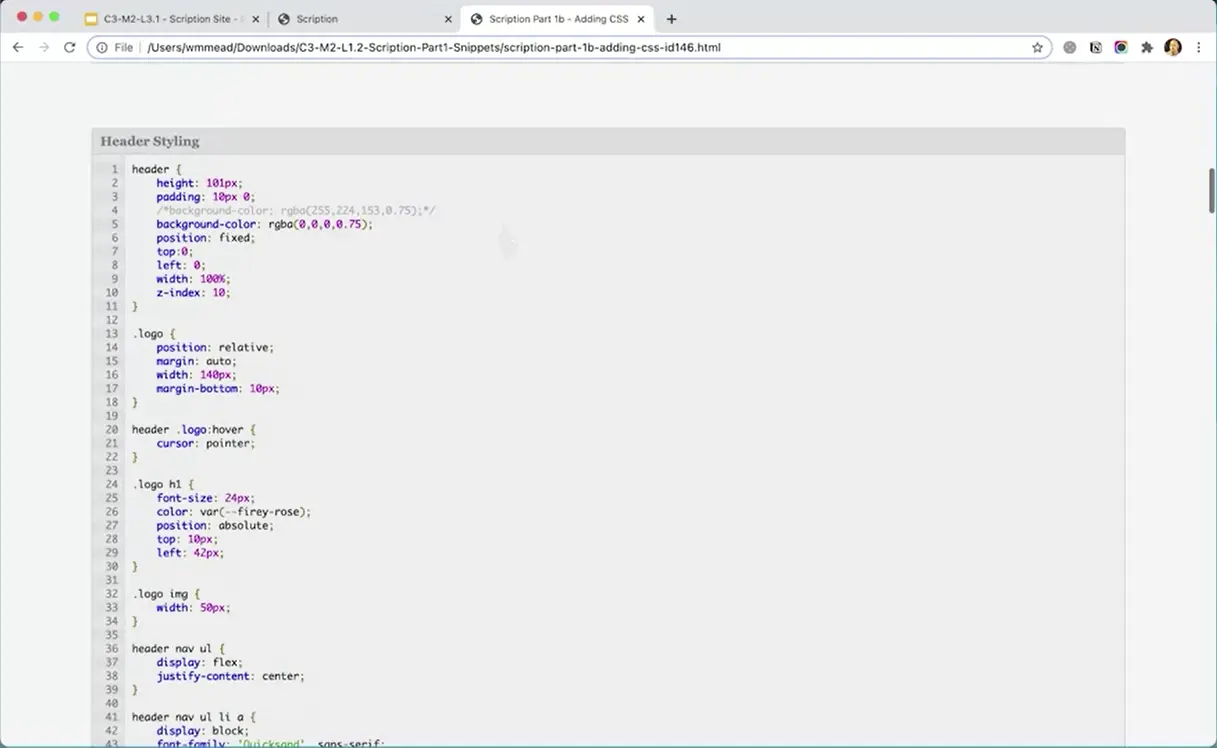 C3-M2-L3.1 - Scription Site -
Scription
Scription Part 1b - Adding CSS
File
/Users/wmmead/Downloads/C3-M2-L1.2-Scription-Part1-Snippets/scription-part-1b-adding-css-id146.html
Header Styling
1 header {
2 height: 101px;
3 padding: 10px 0;
4 /*background-color: rgba(255,224,153,0.75);*/
5 background-color: rgba(0,0,0,0.75);
6 position: fixed;
7 top:0;
8 left: 0;
9 width: 100%;
10 z-index: 10;
11 }
12
13 .logo {
14 position: relative;
15 margin: auto;
16 width: 140px;
17 margin-bottom: 10px;
18 }
19
20 header .logo:hover {
21 cursor: pointer;
22 }
23
24 .logo h1 {
25 font-size: 24px;
26 color: var(--firey-rose);
27 position: absolute;
28 top: 10px;
29 left: 42px;
30 }
31
32 .logo img {
33 width: 50px;
34 }
35
36 header nav ul {
37 display: flex;
38 justify-content: center;
39 }
40
41 header nav ul li a {
42 display: block;
43 font-family: 'Quicksand', sans-serif;